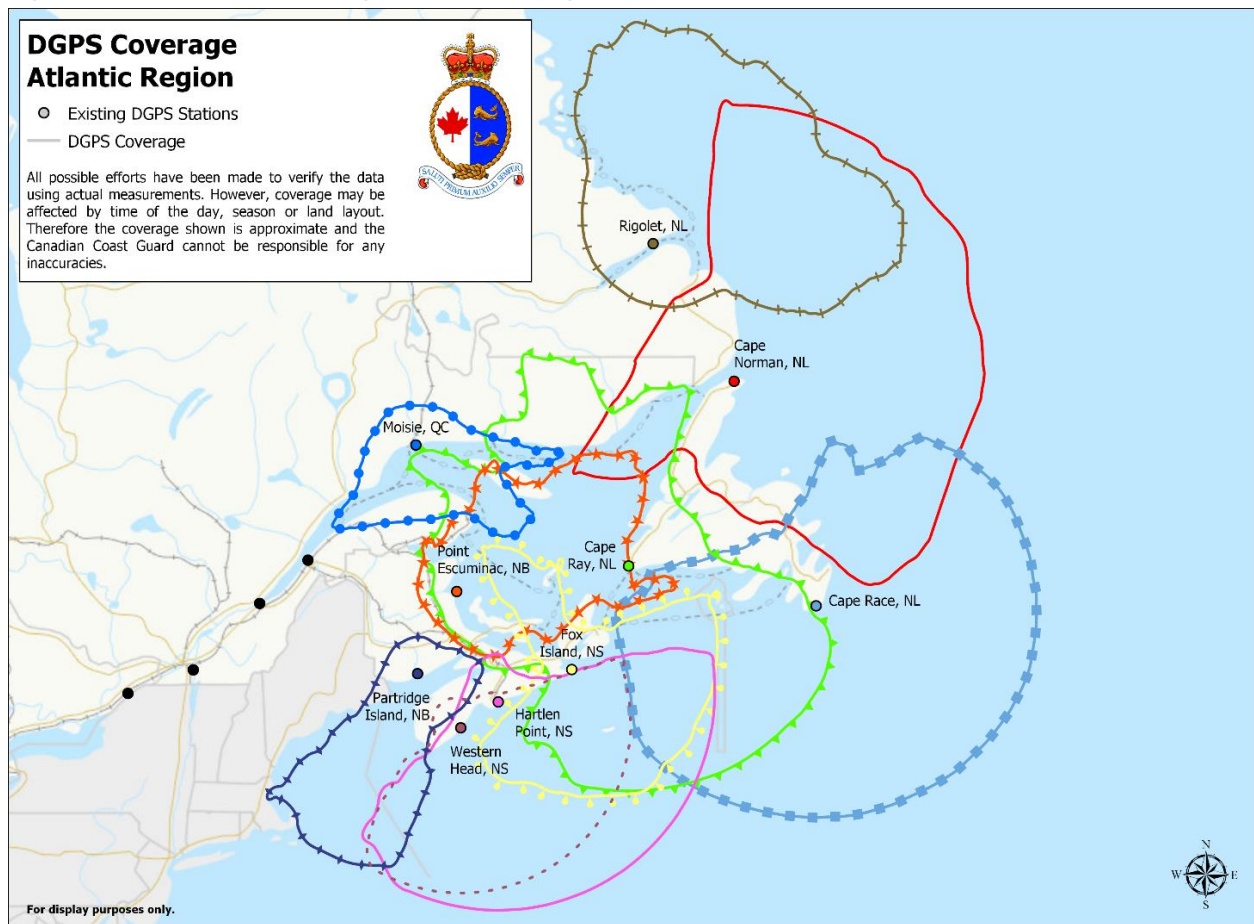 DGPS Coverage
Atlantic Region
Existing DGPS Stations
DGPS Coverage
All possible efforts have been made to verify the data
using actual measurements. However, coverage may be
affected by time of the day, season or land layout.
Therefore the coverage shown is approximate and the
Canadian Coast Guard cannot be responsible for any
inaccuracies.
SALUTI PRIMUM AUXILIO SEMPER
Rigolet, NL
Cape
Norman, NL
Moisie, QC
Point
Escuminac, NB
Cape
Ray, NL
Cape Race, NL
Fox
Island, NS
Partridge
Island, NB
Hartlen
Point, NS
Western
Head, NS
N
W
E
S
For display purposes only.